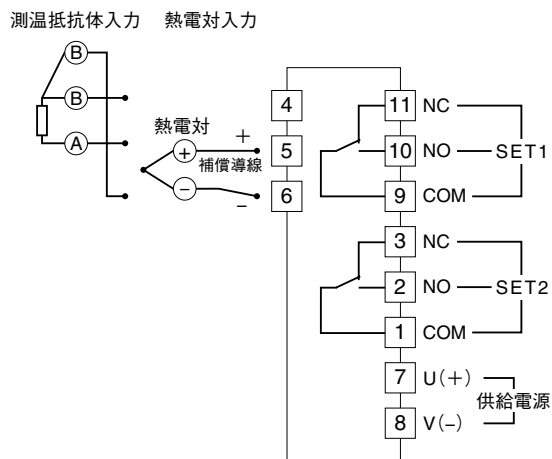 測温抵抗体入力 熱電対入力
B
B
A
熱電対
+
+
補償導線
−
−
4
5
6
11 NC
10 NO SET1
9 COM
3 NC
2 NO SET2
1 COM
7 U(+)
供給電源
8 V(−)